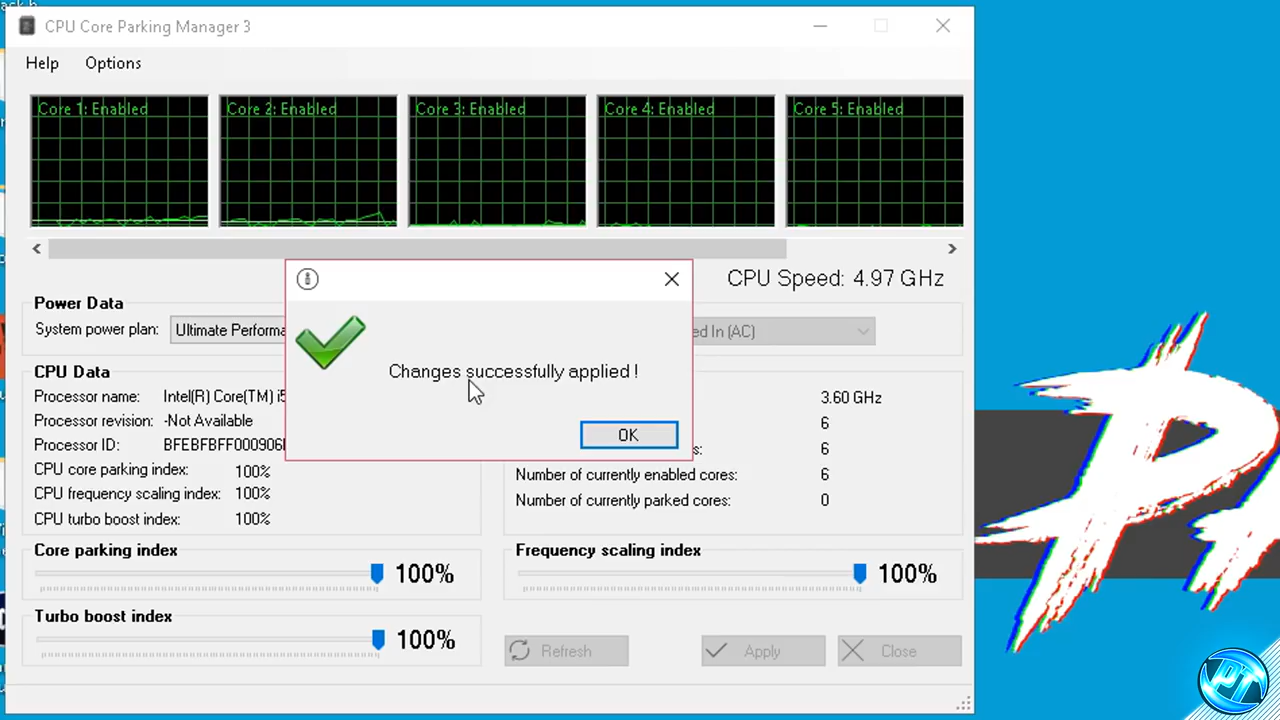 CPU Core Parking Manager 3
Help Options
Core 1: Enabled Core 2: Enabled Core 3: Enabled Core 4: Enabled Core 5: Enabled
CPU Speed: 4.97 GHz
Power Data
System power plan: Ultimate Performa ed In (AC)
Changes successfully applied !
OK
CPU Data
Processor name: Intel(R) Core(TM) i5 3.60 GHz
Processor revision: -Not Available 6
Processor ID: BFEBFBFF000906 s: 6
CPU core parking index: 100%
CPU frequency scaling index: 100%
CPU turbo boost index: 100%
Number of currently enabled cores: 6
Number of currently parked cores: 0
Core parking index
100%
Frequency scaling index
100%
Turbo boost index
100%
Refresh Apply Close
PT